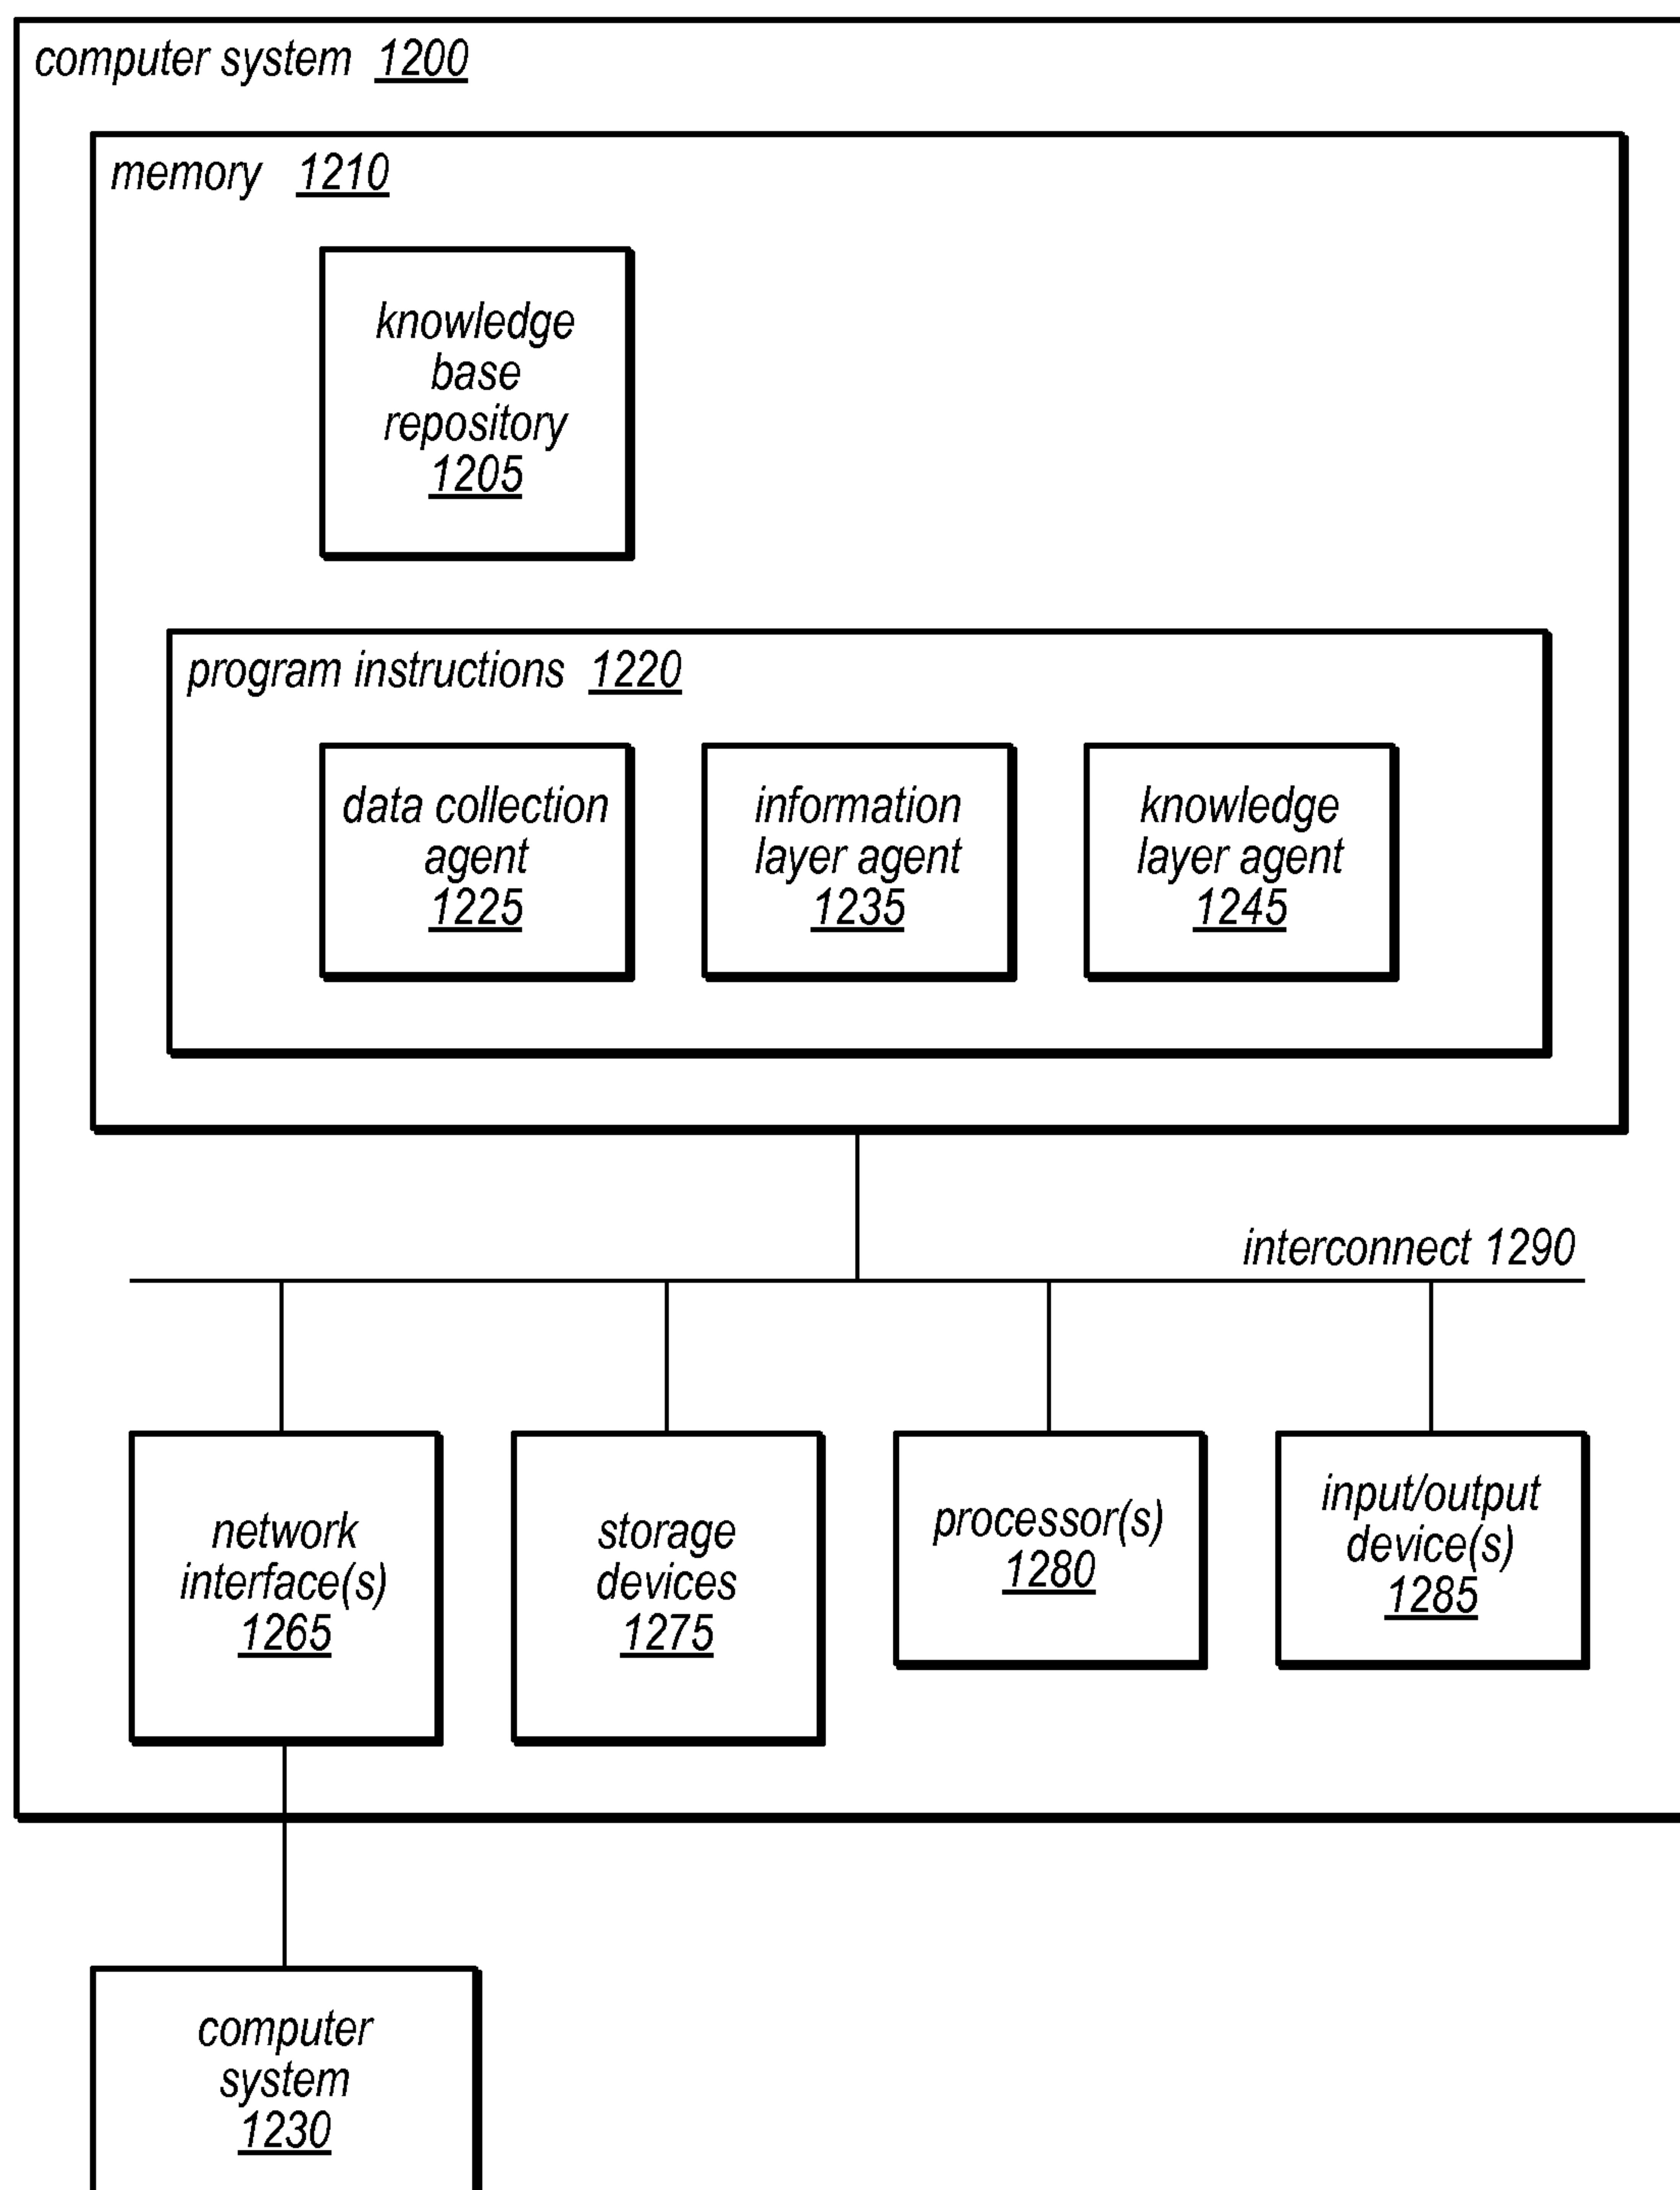 computer system 1200
memory 1210
knowledge
base
repository
1205
program instructions 1220
data collection
agent
1225
information
layer agent
1235
knowledge
layer agent
1245
interconnect 1290
network
interface(s)
1265
storage
devices
1275
processor(s)
1280
input/output
device(s)
1285
computer
system
1230